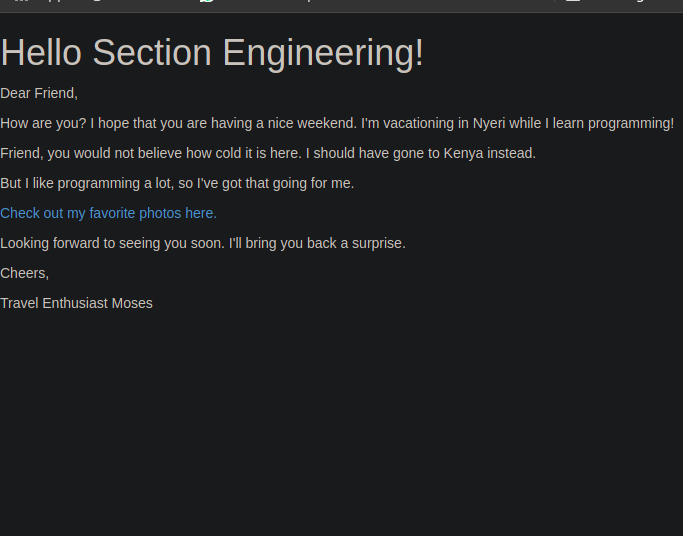 Hello Section Engineering!
Dear Friend,
How are you? I hope that you are having a nice weekend. I'm vacationing in Nyeri while I learn programming!
Friend, you would not believe how cold it is here. I should have gone to Kenya instead.
But I like programming a lot, so I've got that going for me.
Check out my favorite photos here.
Looking forward to seeing you soon. I'll bring you back a surprise.
Cheers,
Travel Enthusiast Moses